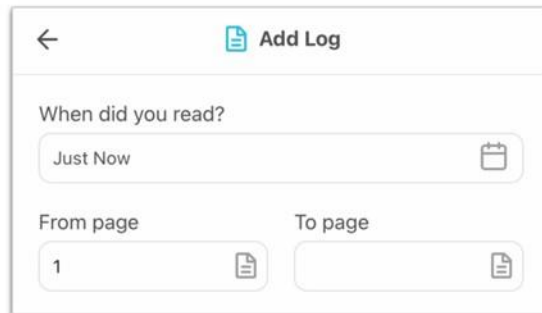 Add Log
When did you read?
Just Now
From page To page
1